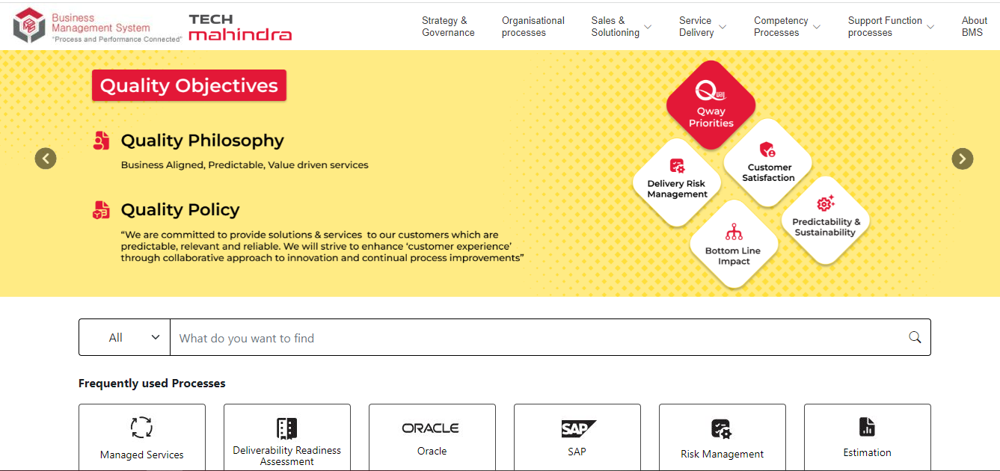 Business
Management System
"Process and Performance Connected"
TECH
mahindra
Strategy &
Governance
Organisational
processes
Sales &
Solutioning
Service
Delivery
Competency
Processes
Support Function
processes
About
BMS
Quality Objectives
Quality Philosophy
Business Aligned, Predictable, Value driven services
Quality Policy
“We are committed to provide solutions & services to our customers which are
predictable, relevant and reliable. We will strive to enhance ‘customer experience’
through collaborative approach to innovation and continual process improvements”
Qway
Qway
Priorities
Customer
Satisfaction
Delivery Risk
Management
Predictability &
Sustainability
Bottom Line
Impact
All
What do you want to find
Frequently used Processes
Managed Services
Deliverability Readiness
Assessment
ORACLE
Oracle
SAP
SAP
Risk Management
Estimation